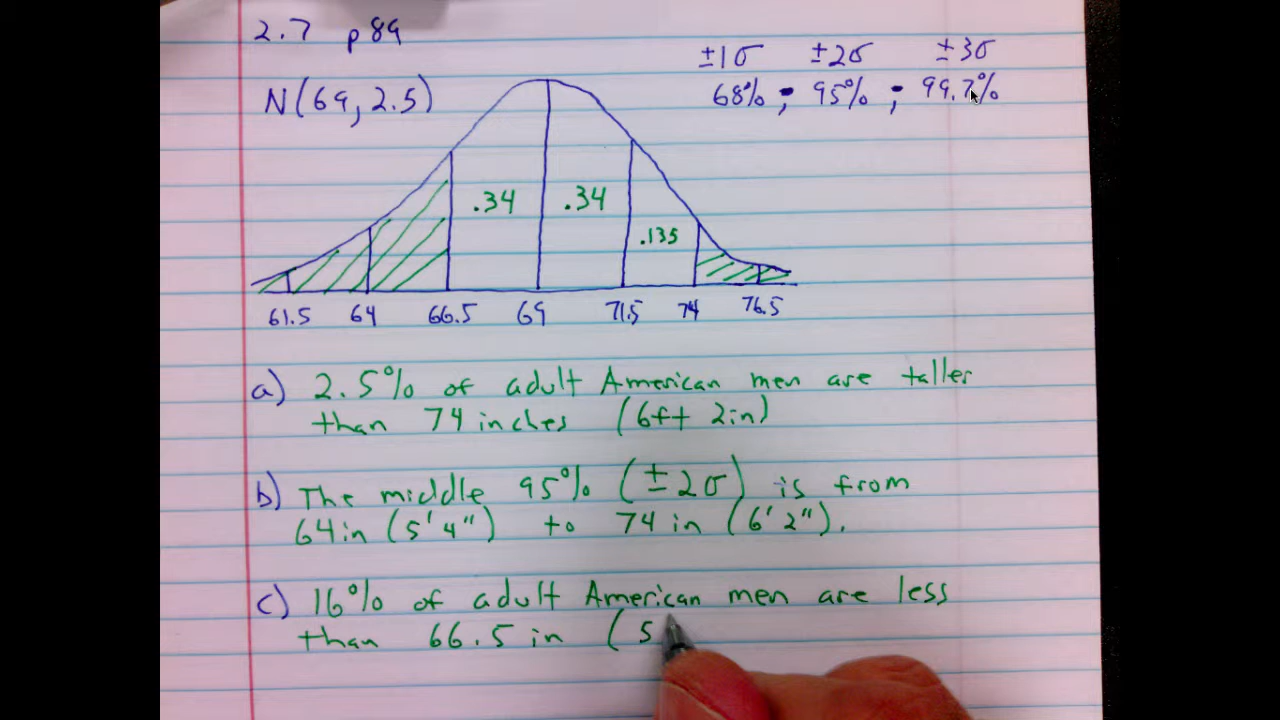 2.7 p89
±1σ ±2σ ±3σ
N(69, 2.5)
68% ; 95% ; 99.7%
.34 .34
.135
61.5 64 66.5 69 71.5 74 76.5
a) 2.5% of adult American men are taller
than 74 inches (6ft 2in)
b) The middle 95% (±2σ) is from
64in (5'4") to 74 in (6'2").
c) 16% of adult American men are less
than 66.5 in (5